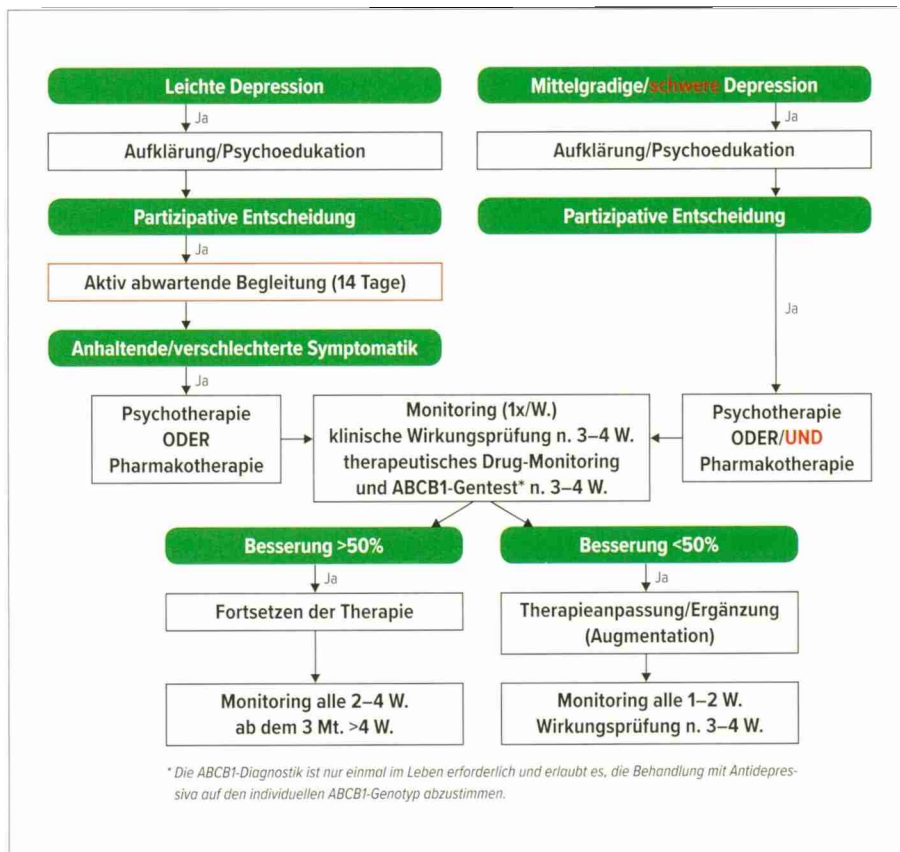 Leichte Depression
Ja
Aufklärung/Psychoedukation
Partizipative Entscheidung
Ja
Aktiv abwartende Begleitung (14 Tage)
Anhaltende/verschlechterte Symptomatik
Ja
Psychotherapie
ODER
Pharmakotherapie
Mittelgradige/schwere Depression
Ja
Aufklärung/Psychoedukation
Partizipative Entscheidung
Ja
Psychotherapie
ODER/UND
Pharmakotherapie
Monitoring (1x/W.)
klinische Wirkungsprüfung n. 3–4 W.
therapeutisches Drug-Monitoring
und ABCB1-Gentest* n. 3–4 W.
Besserung >50%
Ja
Fortsetzen der Therapie
Monitoring alle 2–4 W.
ab dem 3 Mt. >4 W.
Besserung <50%
Ja
Therapieanpassung/Ergänzung
(Augmentation)
Monitoring alle 1–2 W.
Wirkungsprüfung n. 3–4 W.
* Die ABCB1-Diagnostik ist nur einmal im Leben erforderlich und erlaubt es, die Behandlung mit Antidepres-
siva auf den individuellen ABCB1-Genotyp abzustimmen.